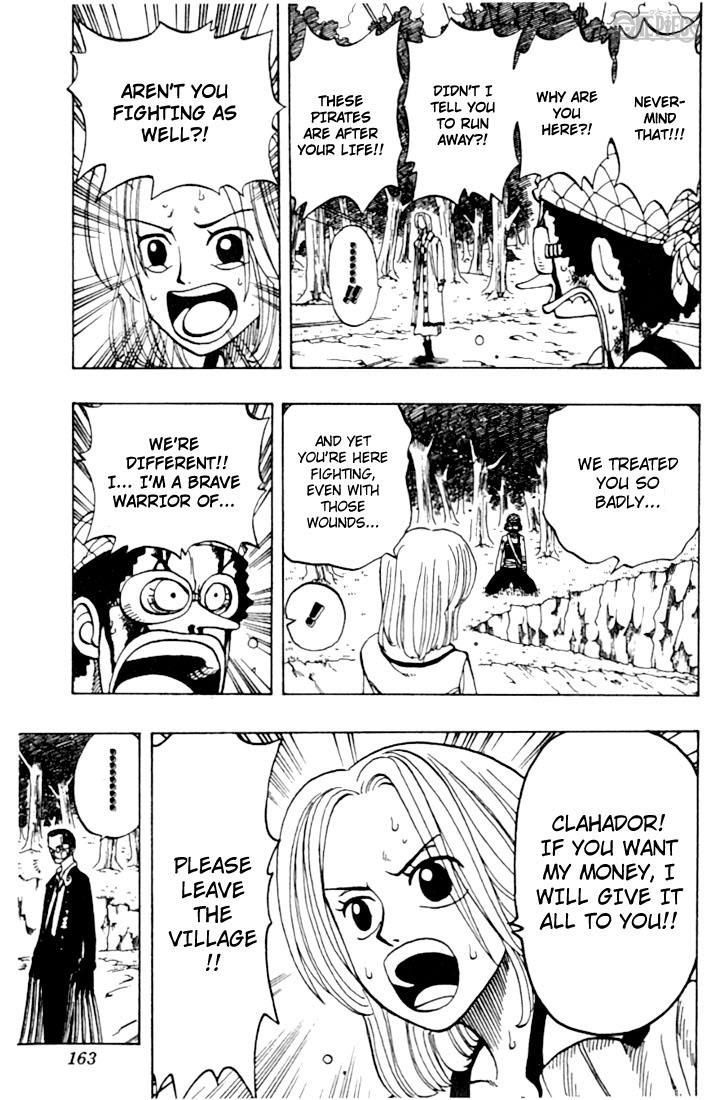 NEVER-
MIND
THAT!!!
WHY ARE
YOU
HERE?!
DIDN'T I
TELL YOU
TO RUN
AWAY?!
THESE
PIRATES
ARE AFTER
YOUR LIFE!!
......!!
AREN'T YOU
FIGHTING AS
WELL?!
WE TREATED
YOU SO
BADLY...
AND YET
YOU'RE HERE
FIGHTING,
EVEN WITH
THOSE
WOUNDS...
!
WE'RE
DIFFERENT!!
I... I'M A BRAVE
WARRIOR OF...
CLAHADOR!
IF YOU WANT
MY MONEY, I
WILL GIVE IT
ALL TO YOU!!
PLEASE
LEAVE
THE
VILLAGE
!!
........
163